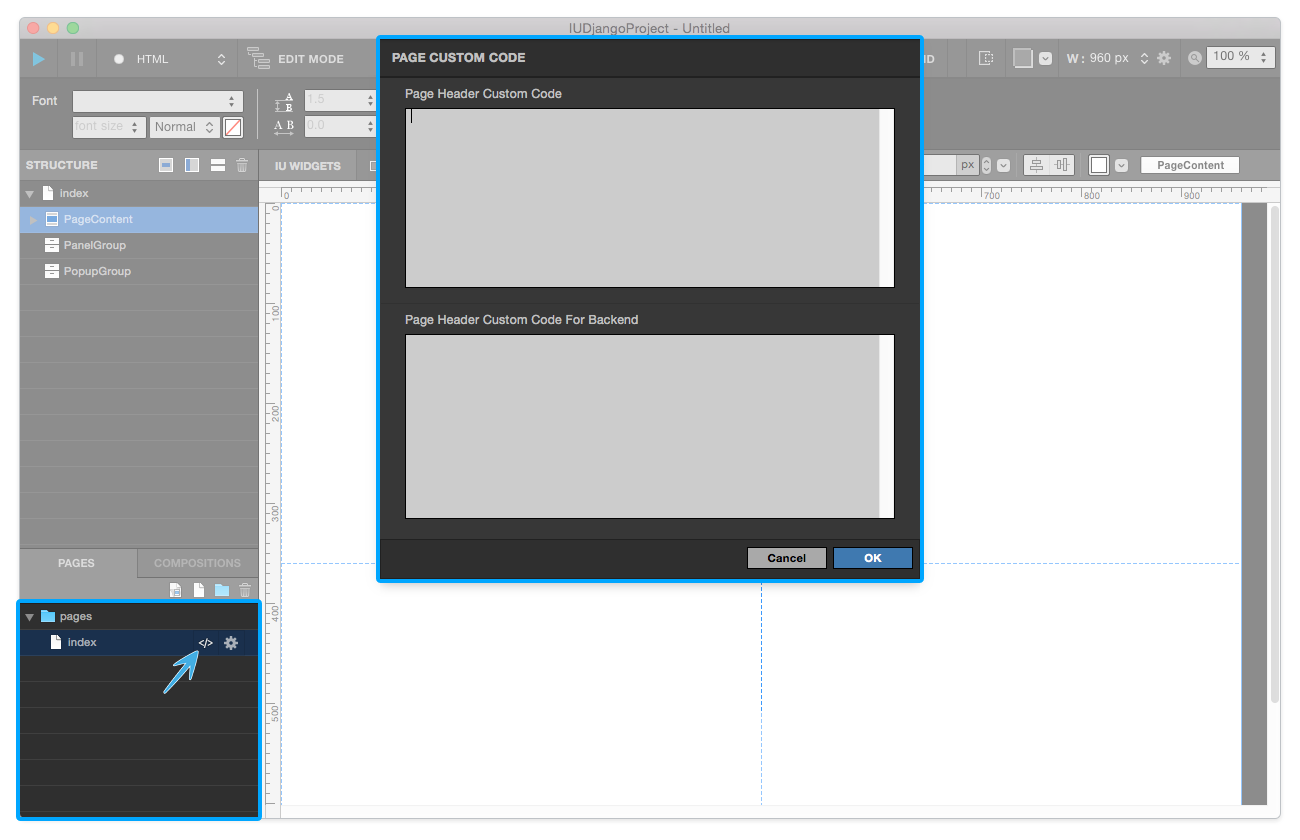 IUDjangoProject - Untitled
HTML
EDIT MODE
W: 960 px
100 %
Font
1.5
font size
Normal
A B
0.0
STRUCTURE
IU WIDGETS
px
PageContent
index
PageContent
PanelGroup
PopupGroup
0
700
800
900
0
100
200
300
400
500
PAGE CUSTOM CODE
Page Header Custom Code
Page Header Custom Code For Backend
Cancel
OK
PAGES
COMPOSITIONS
pages
index
</>